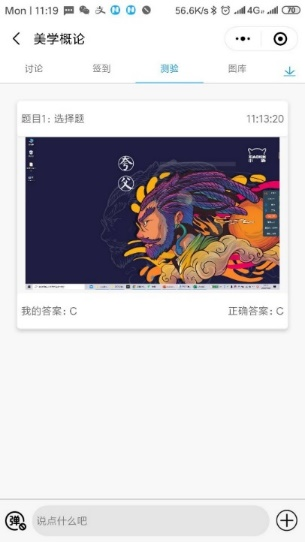 Mon | 11:19
56.6K/s
4G
70
美学概论
讨论
签到
测验
图库
题目1: 选择题
11:13:20
夸
父
我的答案: C
正确答案: C
弹
说点什么吧